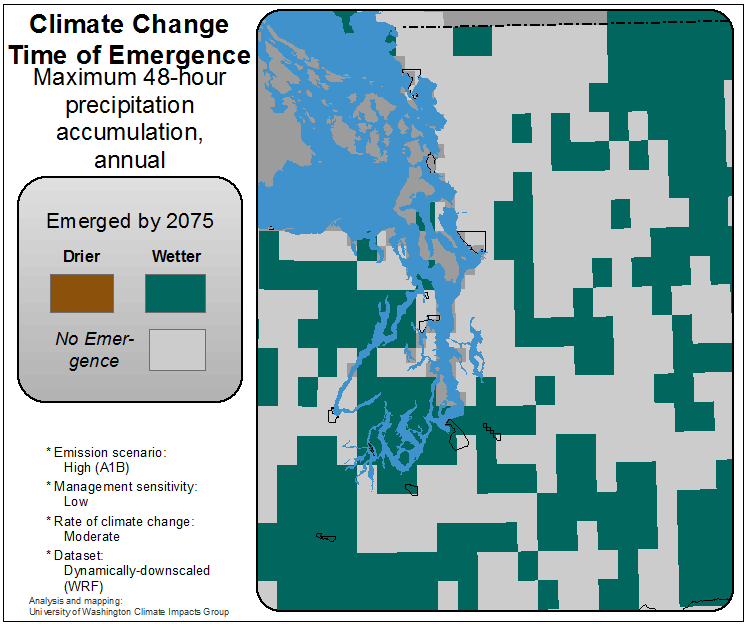 Climate Change
Time of Emergence
Maximum 48-hour
precipitation
accumulation,
annual
Emerged by 2075
Drier Wetter
No Emer-
gence
* Emission scenario:
High (A1B)
* Management sensitivity:
Low
* Rate of climate change:
Moderate
* Dataset:
Dynamically-downscaled
(WRF)
Analysis and mapping:
University of Washington Climate Impacts Group